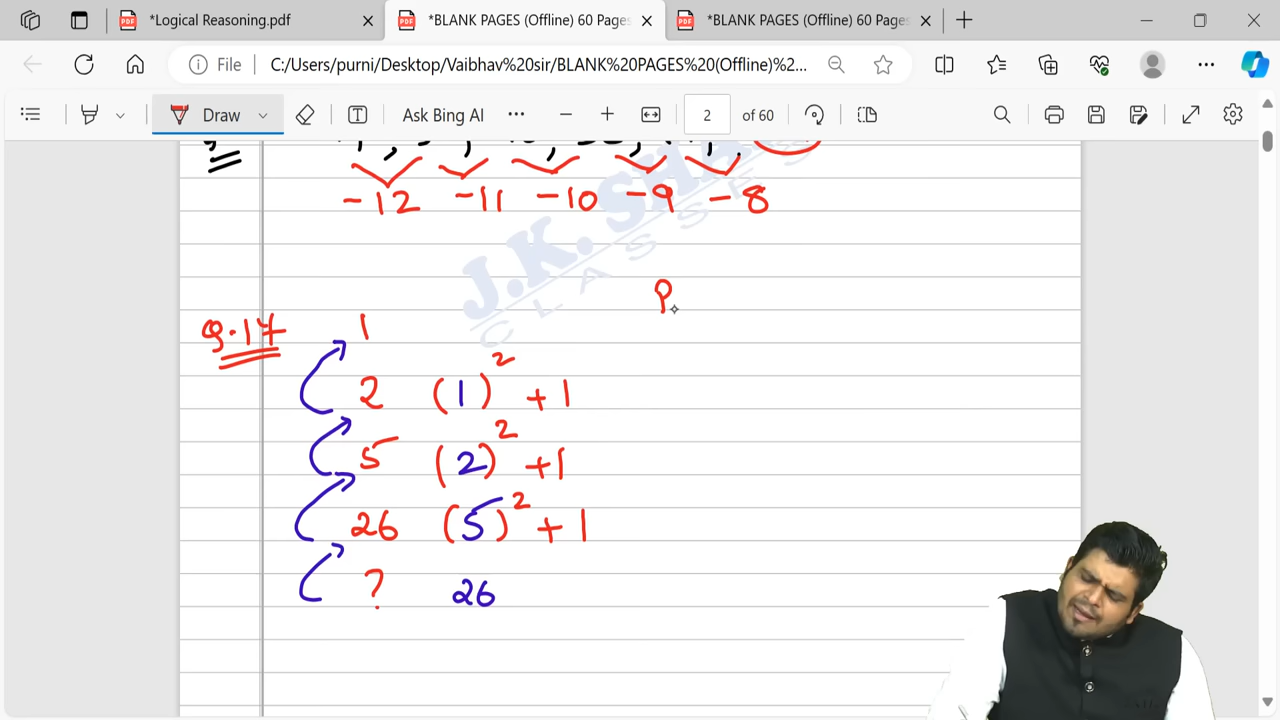 *Logical Reasoning.pdf
*BLANK PAGES (Offline) 60 Pages
*BLANK PAGES (Offline) 60 Page
File C:/Users/purni/Desktop/Vaibhav%20sir/BLANK%20PAGES%20(Offline)%2...
Draw
Ask Bing AI
2 of 60
-12 -11 -10 -9 -8
J.K. SHA
CLASSES
P
Q.17 1
2 (1)² + 1
5 (2)² + 1
26 (5)² + 1
? 26